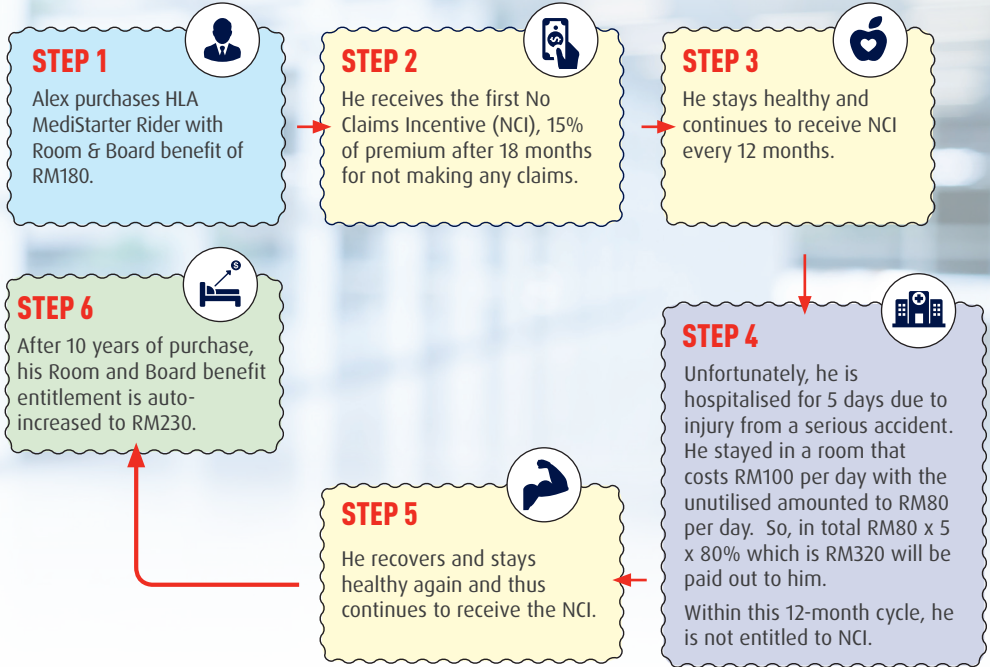 STEP 1
Alex purchases HLA
MediStarter Rider with
Room & Board benefit of
RM180.
STEP 2
He receives the first No
Claims Incentive (NCI), 15%
of premium after 18 months
for not making any claims.
STEP 3
He stays healthy and
continues to receive NCI
every 12 months.
STEP 4
Unfortunately, he is
hospitalised for 5 days due to
injury from a serious accident.
He stayed in a room that
costs RM100 per day with the
unutilised amounted to RM80
per day. So, in total RM80 x 5
x 80% which is RM320 will be
paid out to him.
Within this 12-month cycle, he
is not entitled to NCI.
STEP 5
He recovers and stays
healthy again and thus
continues to receive the NCI.
STEP 6
After 10 years of purchase,
his Room and Board benefit
entitlement is auto-
increased to RM230.